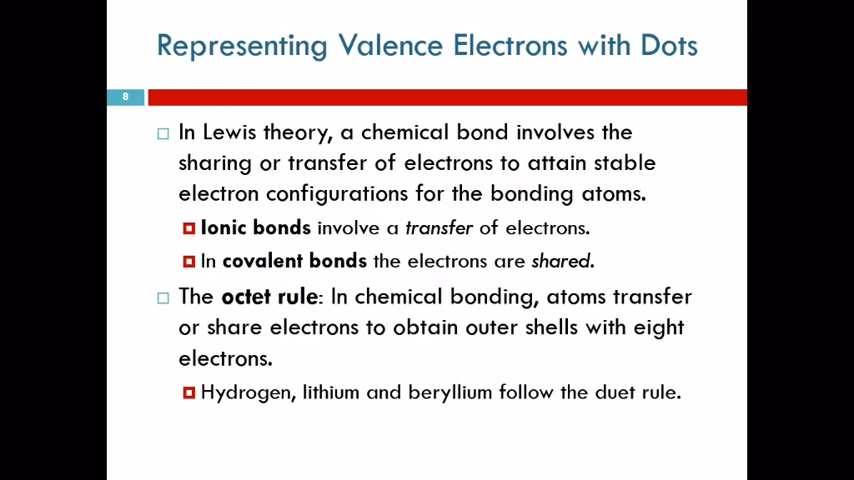 Representing Valence Electrons with Dots
8
In Lewis theory, a chemical bond involves the
sharing or transfer of electrons to attain stable
electron configurations for the bonding atoms.
Ionic bonds involve a transfer of electrons.
In covalent bonds the electrons are shared.
The octet rule: In chemical bonding, atoms transfer
or share electrons to obtain outer shells with eight
electrons.
Hydrogen, lithium and beryllium follow the duet rule.